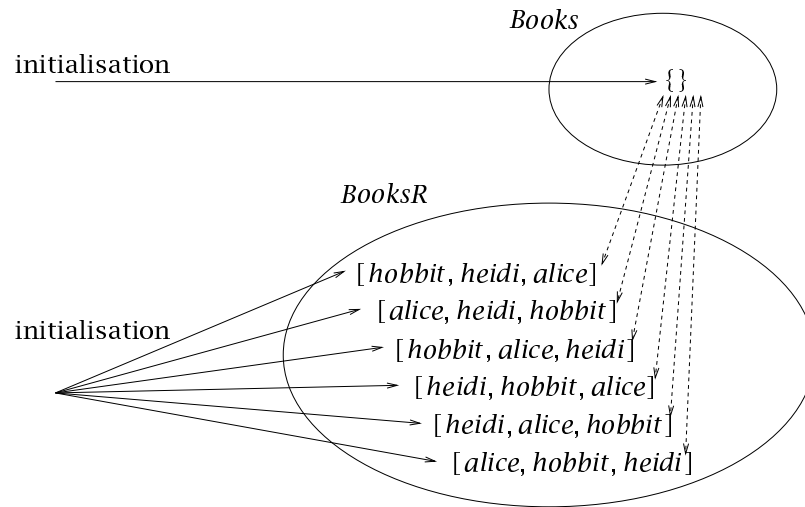 Books
initialisation
{}
BooksR
[hobbit, heidi, alice]
[alice, heidi, hobbit]
initialisation
[hobbit, alice, heidi]
[heidi, hobbit, alice]
[heidi, alice, hobbit]
[alice, hobbit, heidi]